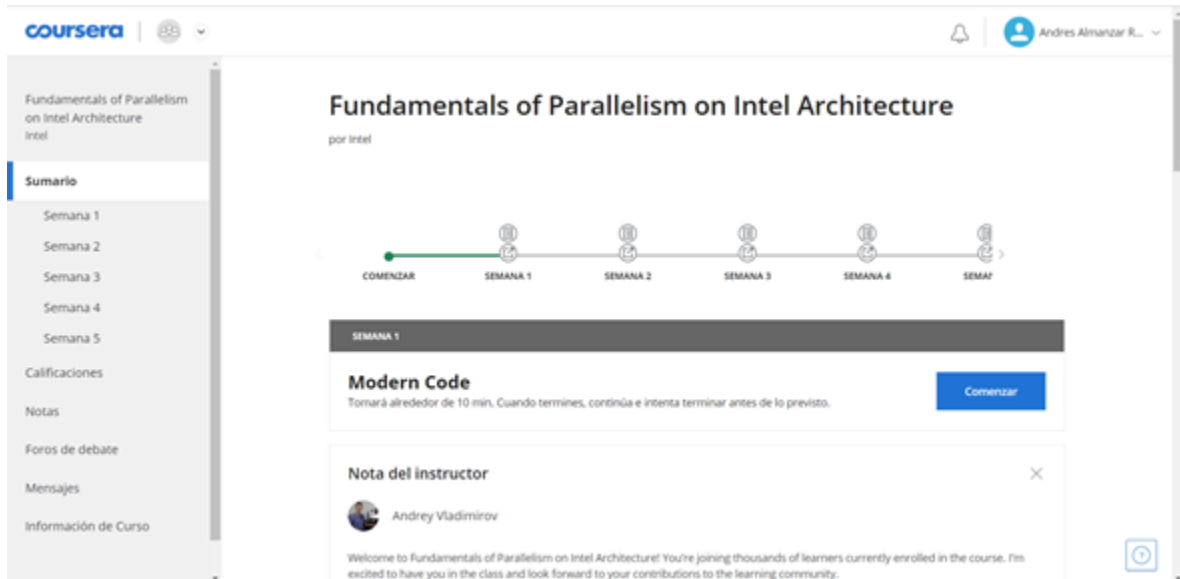 coursera
Andres Almanzar R...
Fundamentals of Parallelism
on Intel Architecture
Intel
Sumario
Semana 1
Semana 2
Semana 3
Semana 4
Semana 5
Calificaciones
Notas
Foros de debate
Mensajes
Información de Curso
Fundamentals of Parallelism on Intel Architecture
por Intel
COMENZAR SEMANA 1 SEMANA 2 SEMANA 3 SEMANA 4 SEMAN
SEMANA 1
Modern Code
Tomará alrededor de 10 min. Cuando termines, continúa e intenta terminar antes de lo previsto.
Comenzar
Nota del instructor
Andrey Vladimirov
Welcome to Fundamentals of Parallelism on Intel Architecture! You're joining thousands of learners currently enrolled in the course. I'm
excited to have you in the class and look forward to your contributions to the learning community.